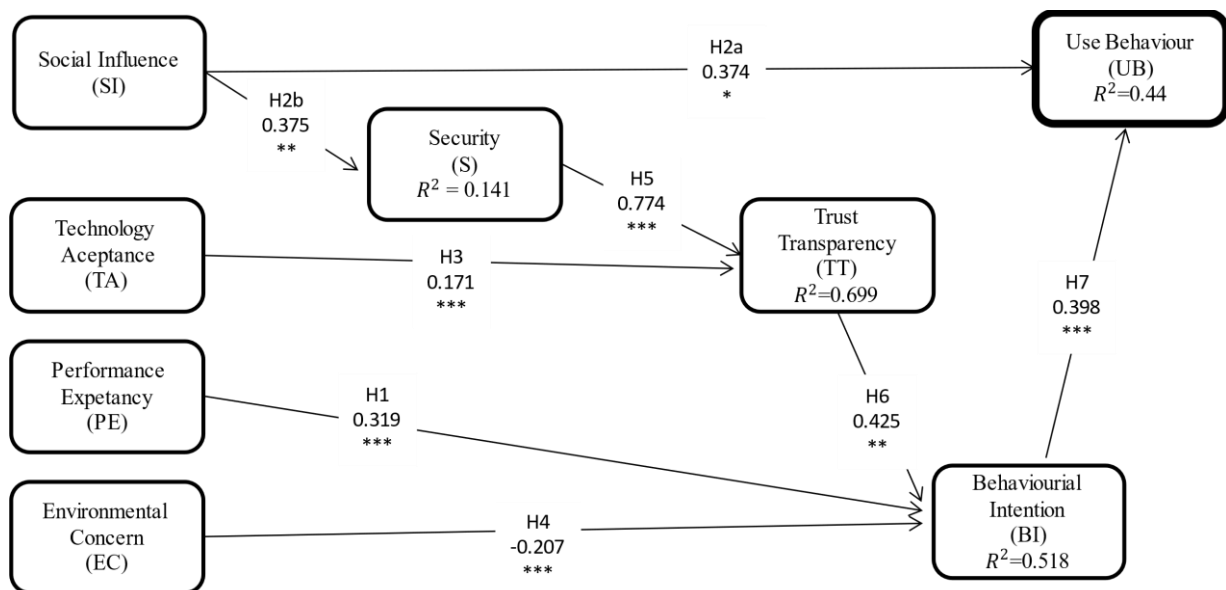 Social Influence
(SI)
H2a
0.374
*
Use Behaviour
(UB)
R²=0.44
H2b
0.375
**
Security
(S)
R² = 0.141
H5
0.774
***
Technology
Aceptance
(TA)
H3
0.171
***
Trust
Transparency
(TT)
R²=0.699
H7
0.398
***
Performance
Expetancy
(PE)
H1
0.319
***
H6
0.425
**
Environmental
Concern
(EC)
H4
-0.207
***
Behaviourial
Intention
(BI)
R²=0.518